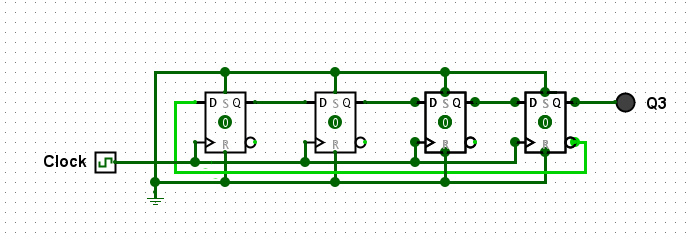 D S Q D S Q D S Q D S Q Q3
0 0 0 0
Clock R R R R